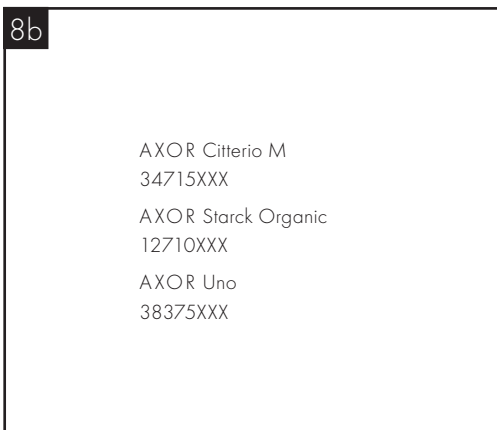 8b
AXOR Citterio M
34715XXX
AXOR Starck Organic
12710XXX
AXOR Uno
38375XXX